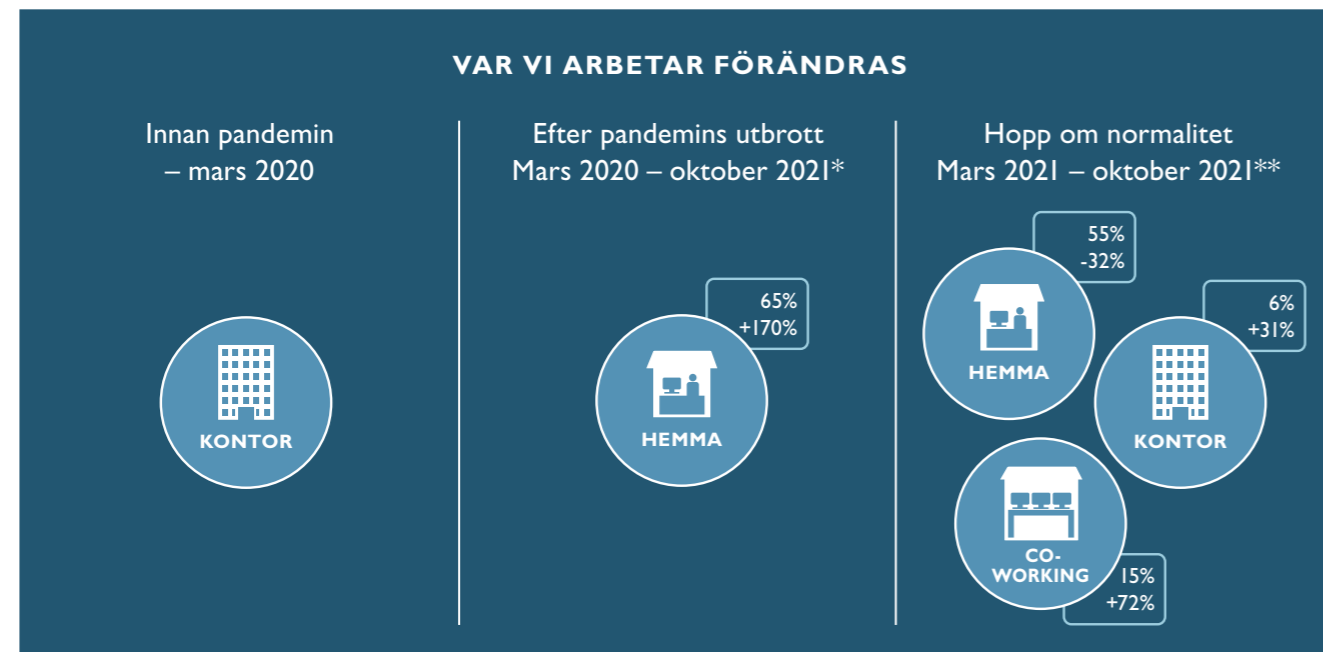 VAR VI ARBETAR FÖRÄNDRAS
Innan pandemin
– mars 2020
KONTOR
Efter pandemins utbrott
Mars 2020 – oktober 2021*
65%
+170%
HEMMA
Hopp om normalitet
Mars 2021 – oktober 2021**
55%
-32%
HEMMA
6%
+31%
KONTOR
CO-
WORKING
15%
+72%